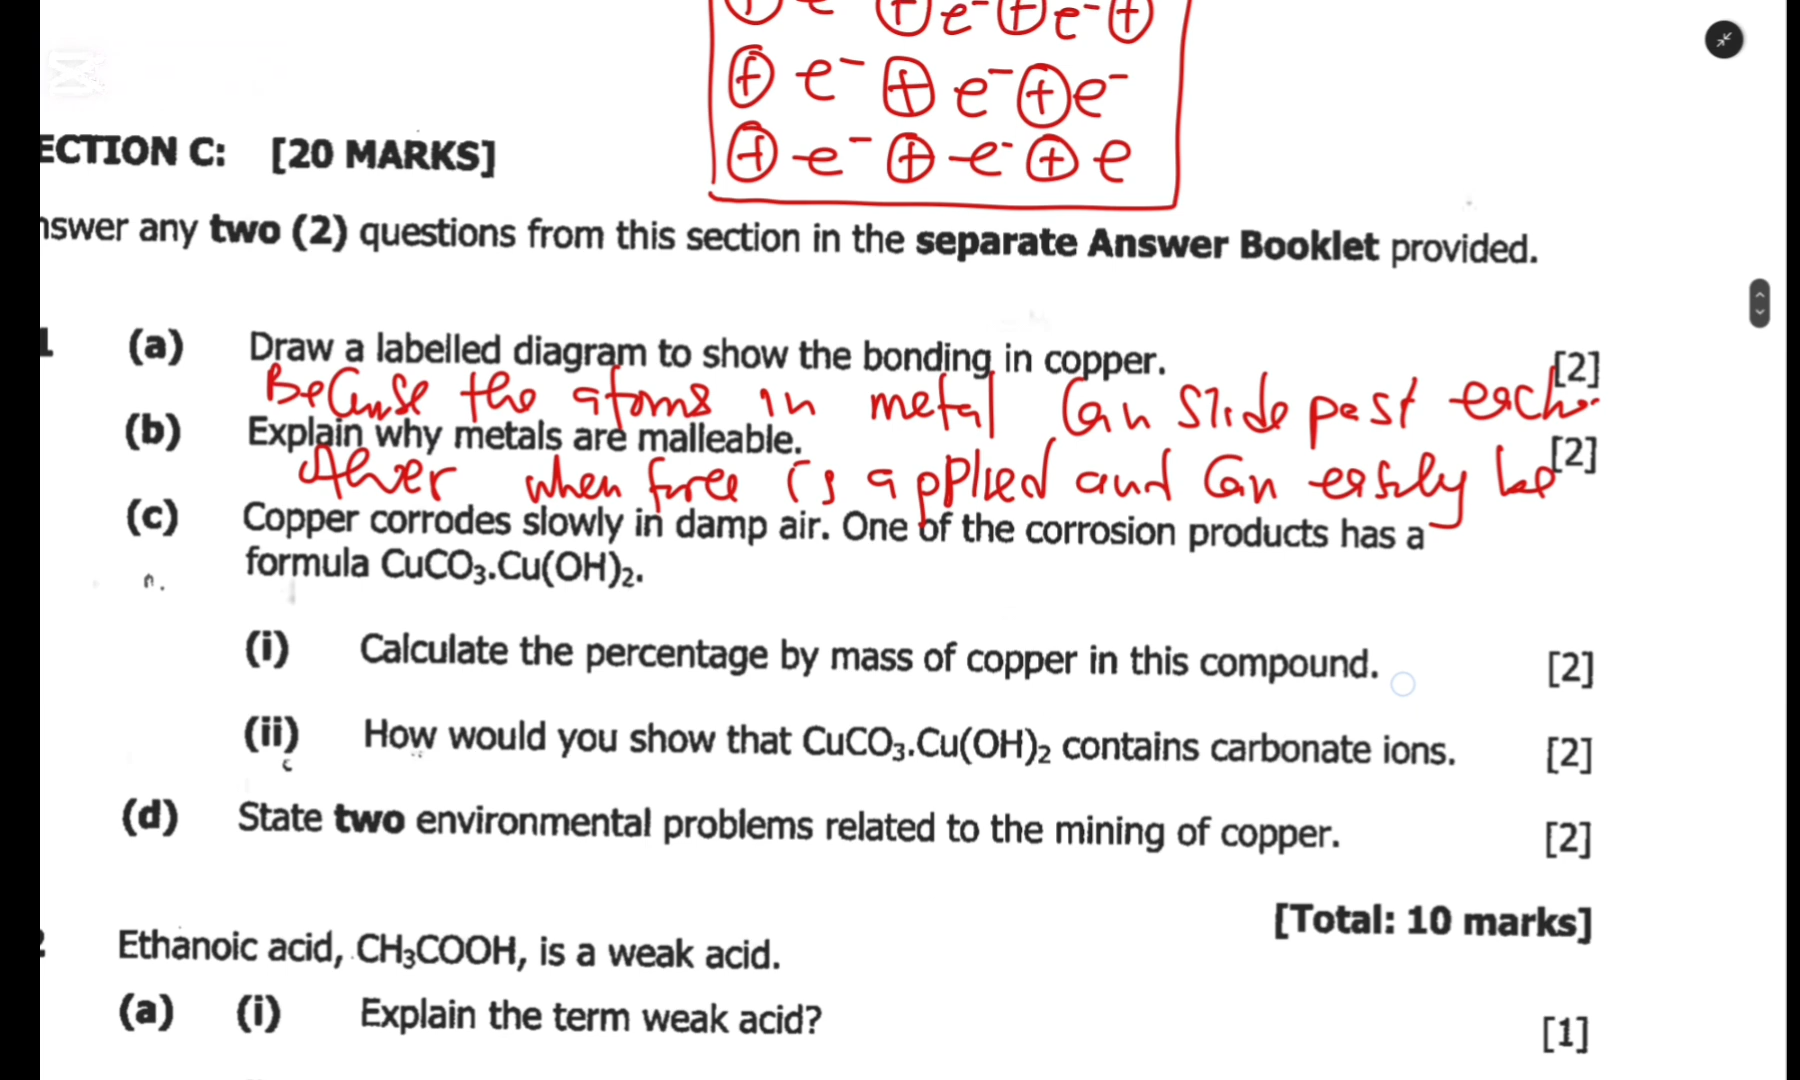 ⊕ e⁻ ⊕ e⁻ ⊕ e⁻ ⊕
⊕ e⁻ ⊕ e⁻ ⊕ e⁻
⊕ e⁻ ⊕ e⁻ ⊕ e
ECTION C: [20 MARKS]
nswer any two (2) questions from this section in the separate Answer Booklet provided.
1 (a) Draw a labelled diagram to show the bonding in copper. [2]
Because the atoms in metal can slide past each
(b) Explain why metals are malleable. [2]
other when force is applied and can easily be
(c) Copper corrodes slowly in damp air. One of the corrosion products has a
formula CuCO₃.Cu(OH)₂.
(i) Calculate the percentage by mass of copper in this compound. [2]
(ii) How would you show that CuCO₃.Cu(OH)₂ contains carbonate ions. [2]
(d) State two environmental problems related to the mining of copper. [2]
[Total: 10 marks]
Ethanoic acid, CH₃COOH, is a weak acid.
(a) (i) Explain the term weak acid? [1]